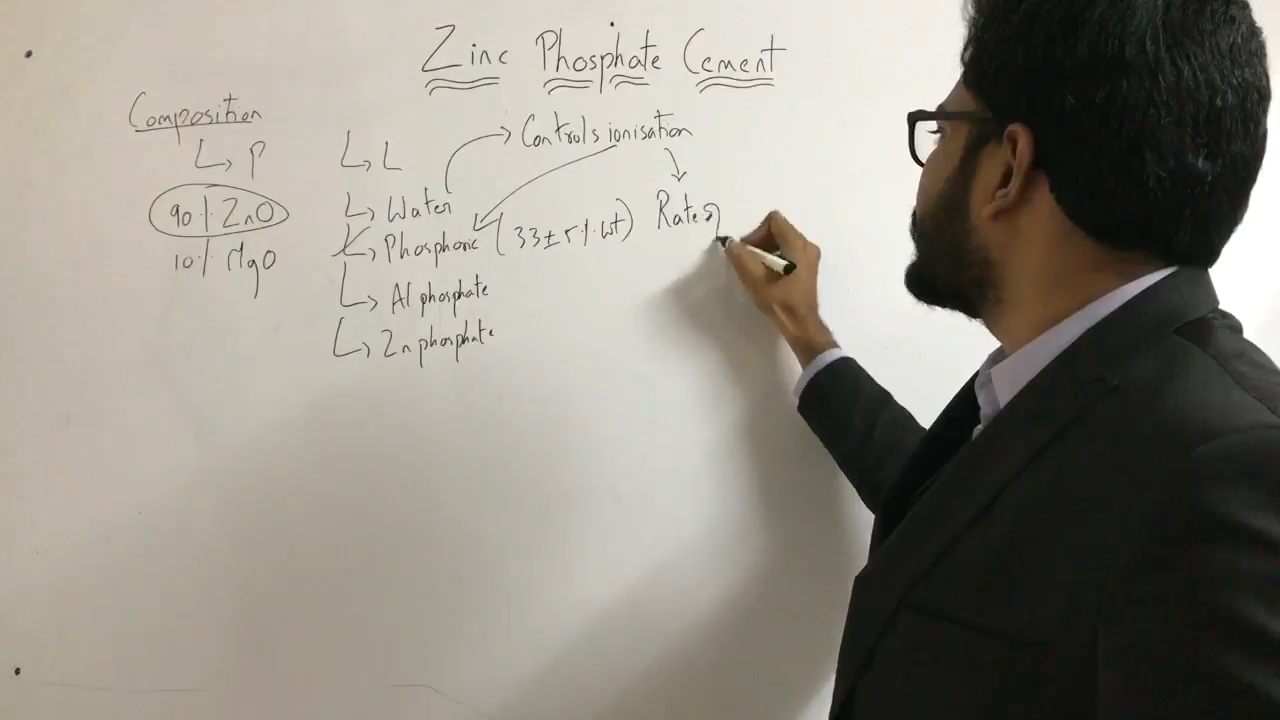 Zinc Phosphate Cement
Composition
P
90% ZnO
10% MgO
L
Water
Phosphoric (33±5% wt)
Al phosphate
Zn phosphate
Controls ionisation
Rate of